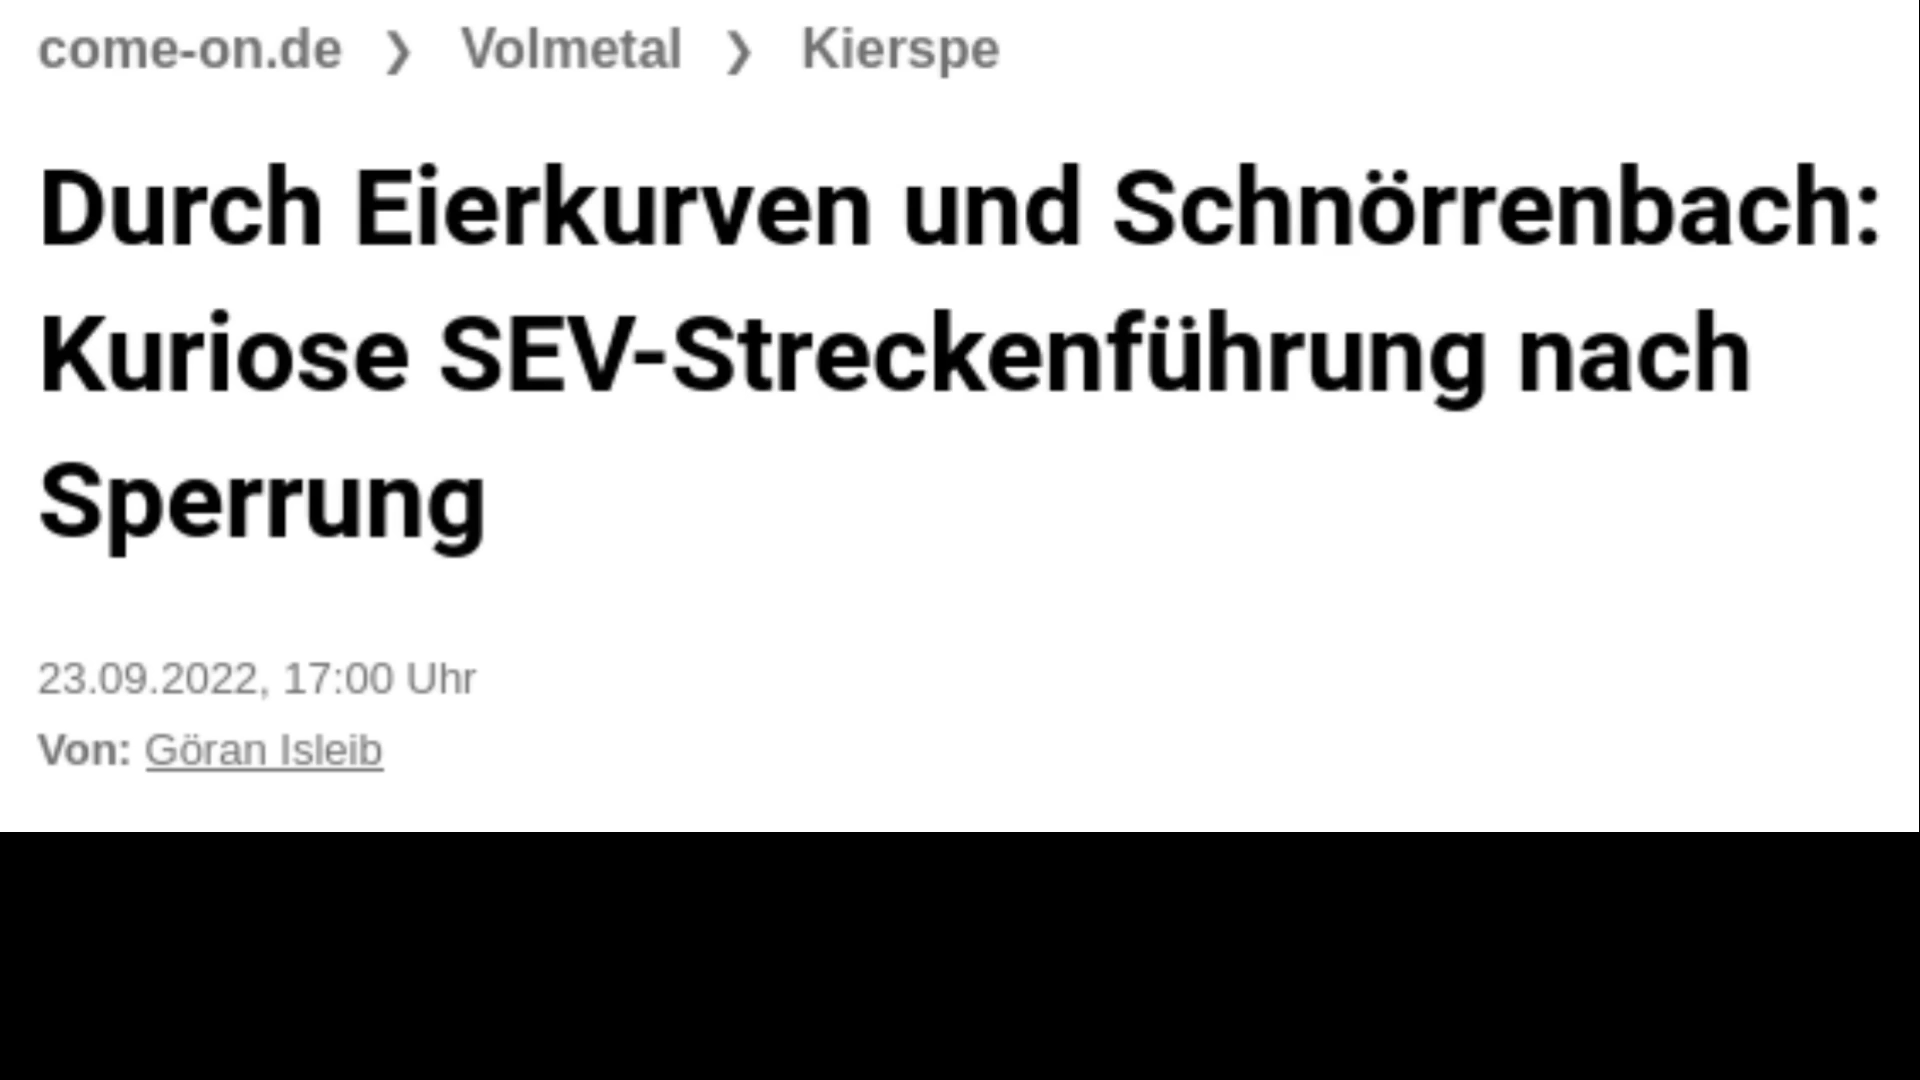 come-on.de ❯ Volmetal ❯ Kierspe
Durch Eierkurven und Schnörrenbach:
Kuriose SEV-Streckenführung nach
Sperrung
23.09.2022, 17:00 Uhr
Von: Göran Isleib